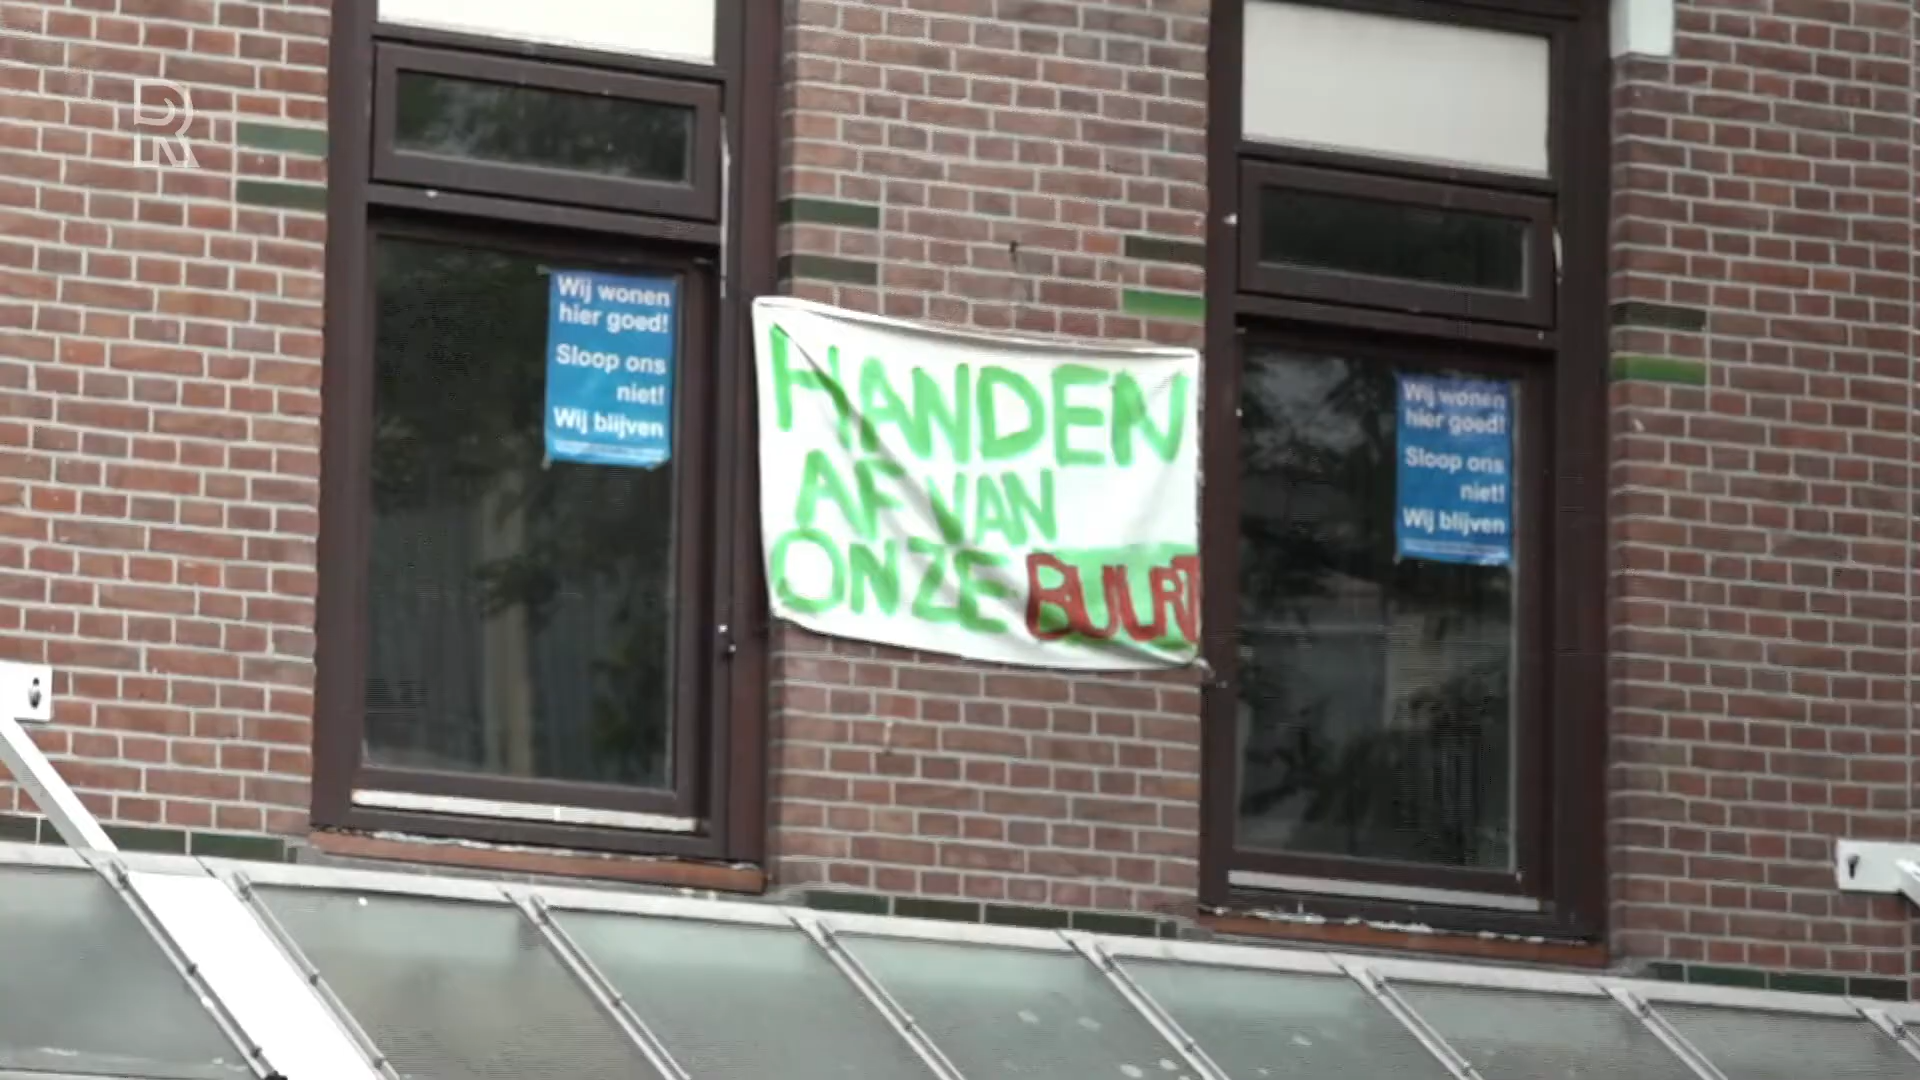 Wij wonen
hier goed!
Sloop ons
niet!
Wij blijven
HANDEN
AF VAN
ONZE BUURT
Wij wonen
hier goed!
Sloop ons
niet!
Wij blijven